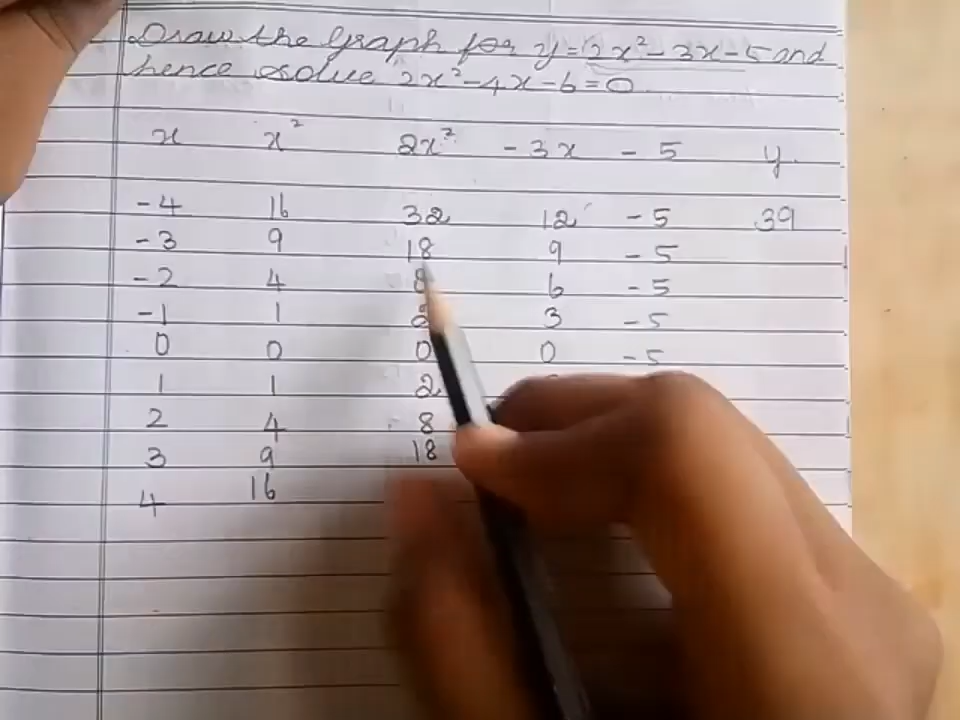 Draw the graph for y = 2x² - 3x - 5 and
hence solve 2x² - 4x - 6 = 0
x x² 2x² - 3x - 5 y
-4 16 32 12 -5 39
-3 9 18 9 -5
-2 4 8 6 -5
-1 1 2 3 -5
0 0 0 0 -5
1 1 2
2 4 8
3 9 18
4 16